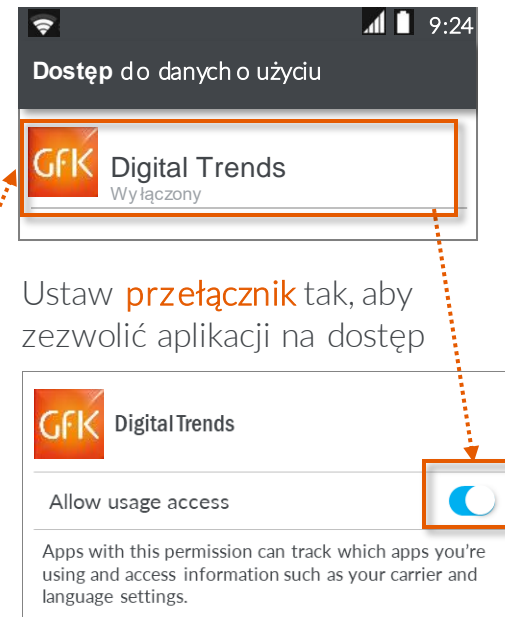 9:24
Dostęp do danych o użyciu
GfK
Digital Trends
Wyłączony
Ustaw przełącznik tak, aby
zezwolić aplikacji na dostęp
GfK
Digital Trends
Allow usage access
Apps with this permission can track which apps you're
using and access information such as your carrier and
language settings.